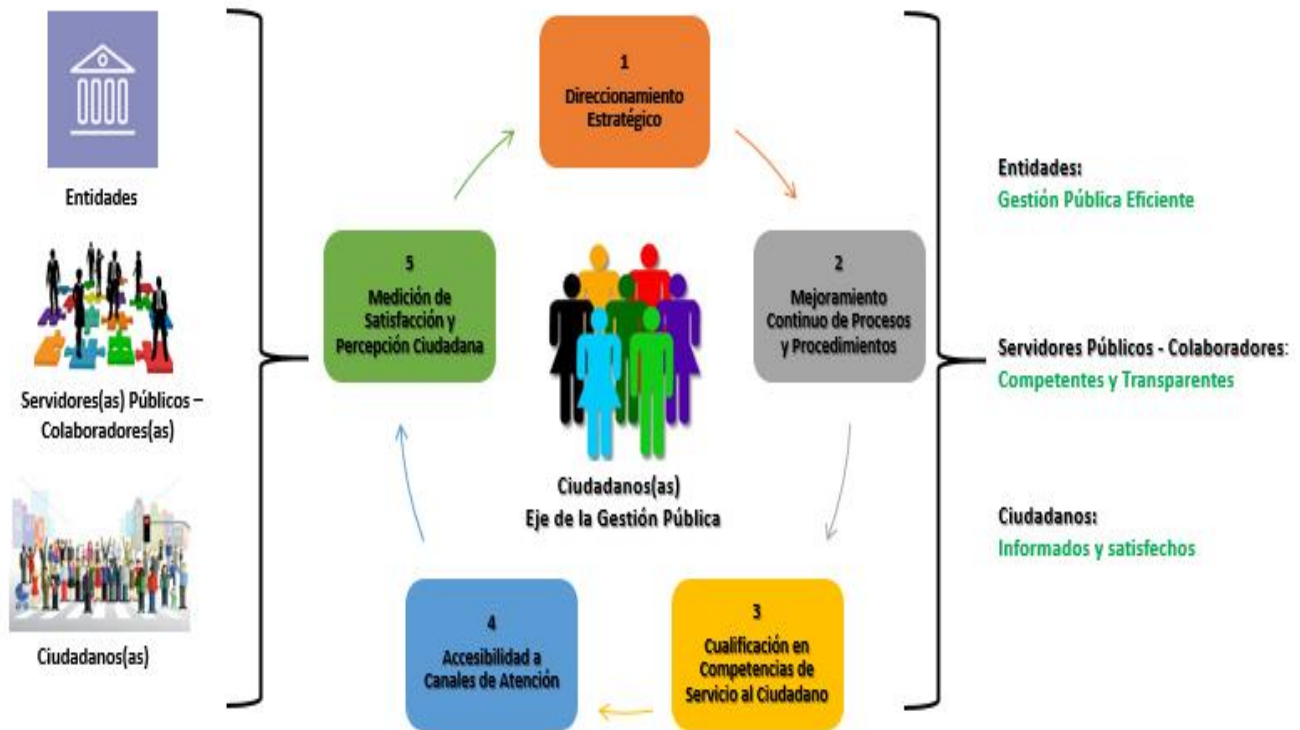 Entidades
Servidores(as) Públicos –
Colaboradores(as)
Ciudadanos(as)
1
Direccionamiento
Estratégico
2
Mejoramiento
Continuo de Procesos
y Procedimientos
3
Cualificación en
Competencias de
Servicio al Ciudadano
4
Accesibilidad a
Canales de Atención
5
Medición de
Satisfacción y
Percepción Ciudadana
Ciudadanos(as)
Eje de la Gestión Pública
Entidades:
Gestión Pública Eficiente
Servidores Públicos - Colaboradores:
Competentes y Transparentes
Ciudadanos:
Informados y satisfechos